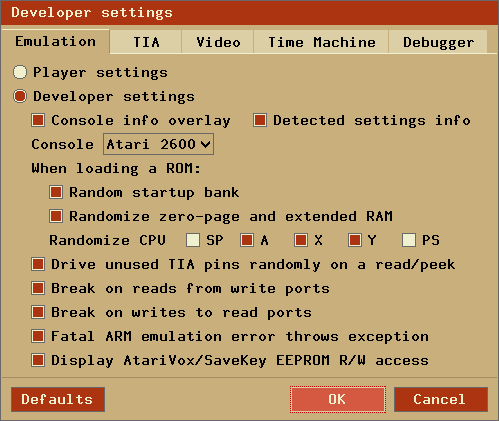 Developer settings
Emulation TIA Video Time Machine Debugger
Player settings
Developer settings
Console info overlay Detected settings info
Console Atari 2600
When loading a ROM:
Random startup bank
Randomize zero-page and extended RAM
Randomize CPU SP A X Y PS
Drive unused TIA pins randomly on a read/peek
Break on reads from write ports
Break on writes to read ports
Fatal ARM emulation error throws exception
Display AtariVox/SaveKey EEPROM R/W access
Defaults OK Cancel